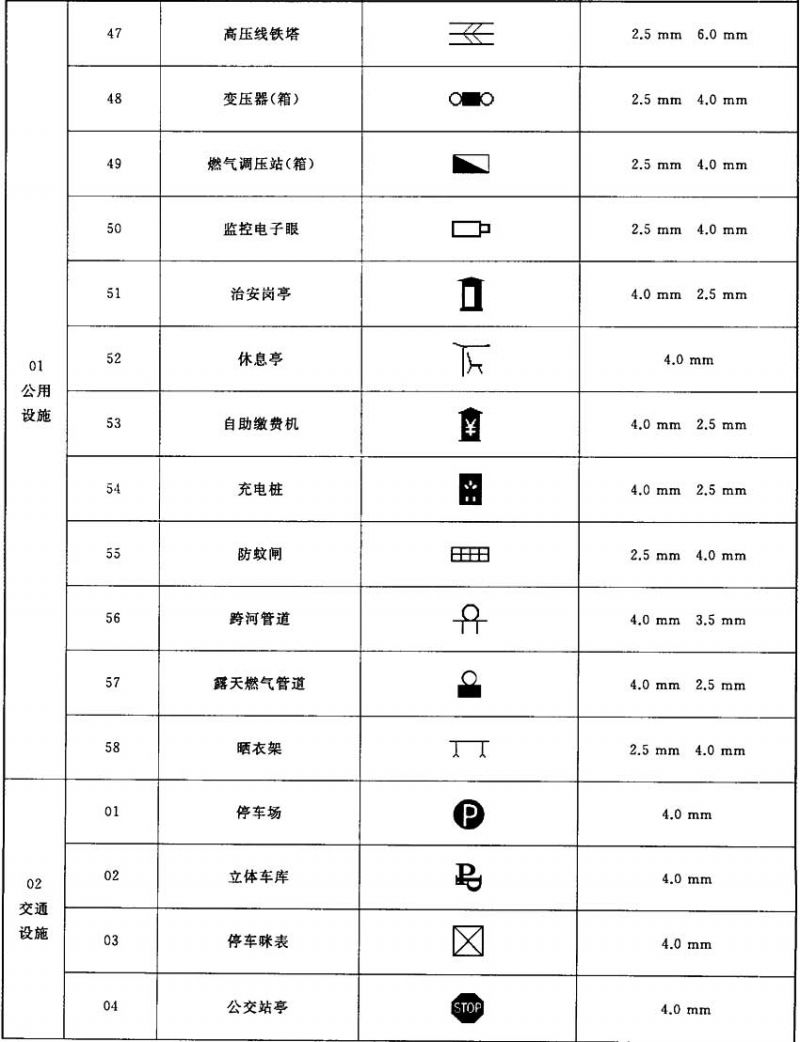 47 高压线铁塔 2.5 mm 6.0 mm
48 变压器(箱) 2.5 mm 4.0 mm
49 燃气调压站(箱) 2.5 mm 4.0 mm
50 监控电子眼 2.5 mm 4.0 mm
51 治安岗亭 4.0 mm 2.5 mm
01
公用
设施
52 休息亭 4.0 mm
53 自助缴费机 ¥ 4.0 mm 2.5 mm
54 充电桩 4.0 mm 2.5 mm
55 防蚊闸 2.5 mm 4.0 mm
56 跨河管道 4.0 mm 3.5 mm
57 露天燃气管道 4.0 mm 2.5 mm
58 晒衣架 2.5 mm 4.0 mm
02
交通
设施
01 停车场 P 4.0 mm
02 立体车库 P 4.0 mm
03 停车咪表 4.0 mm
04 公交站亭 STOP 4.0 mm